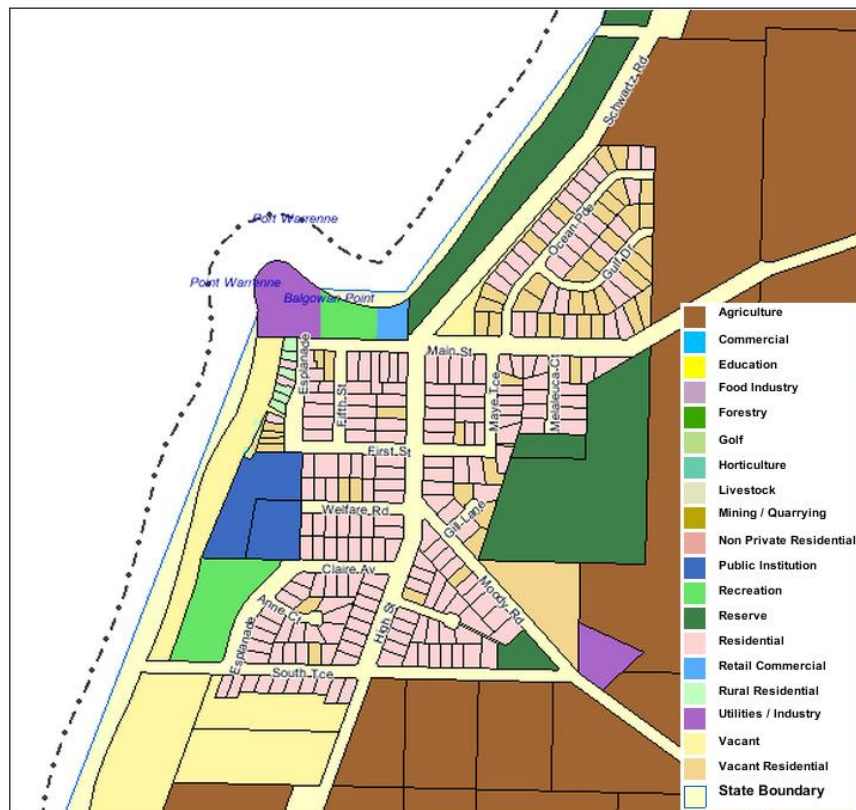 Schwartz Rd
Port Warrenne
Ocean Pde
Gulf Dr
Point Warrenne
Balgowan Point
Esplanade
Main St
Fifth St
Maye Tce
Melaleuca Ct
First St
Welfare Rd
Gill Lane
Claire Av
Moody Rd
Anne Ct
High St
Esplanade
South Tce
Agriculture
Commercial
Education
Food Industry
Forestry
Golf
Horticulture
Livestock
Mining / Quarrying
Non Private Residential
Public Institution
Recreation
Reserve
Residential
Retail Commercial
Rural Residential
Utilities / Industry
Vacant
Vacant Residential
State Boundary